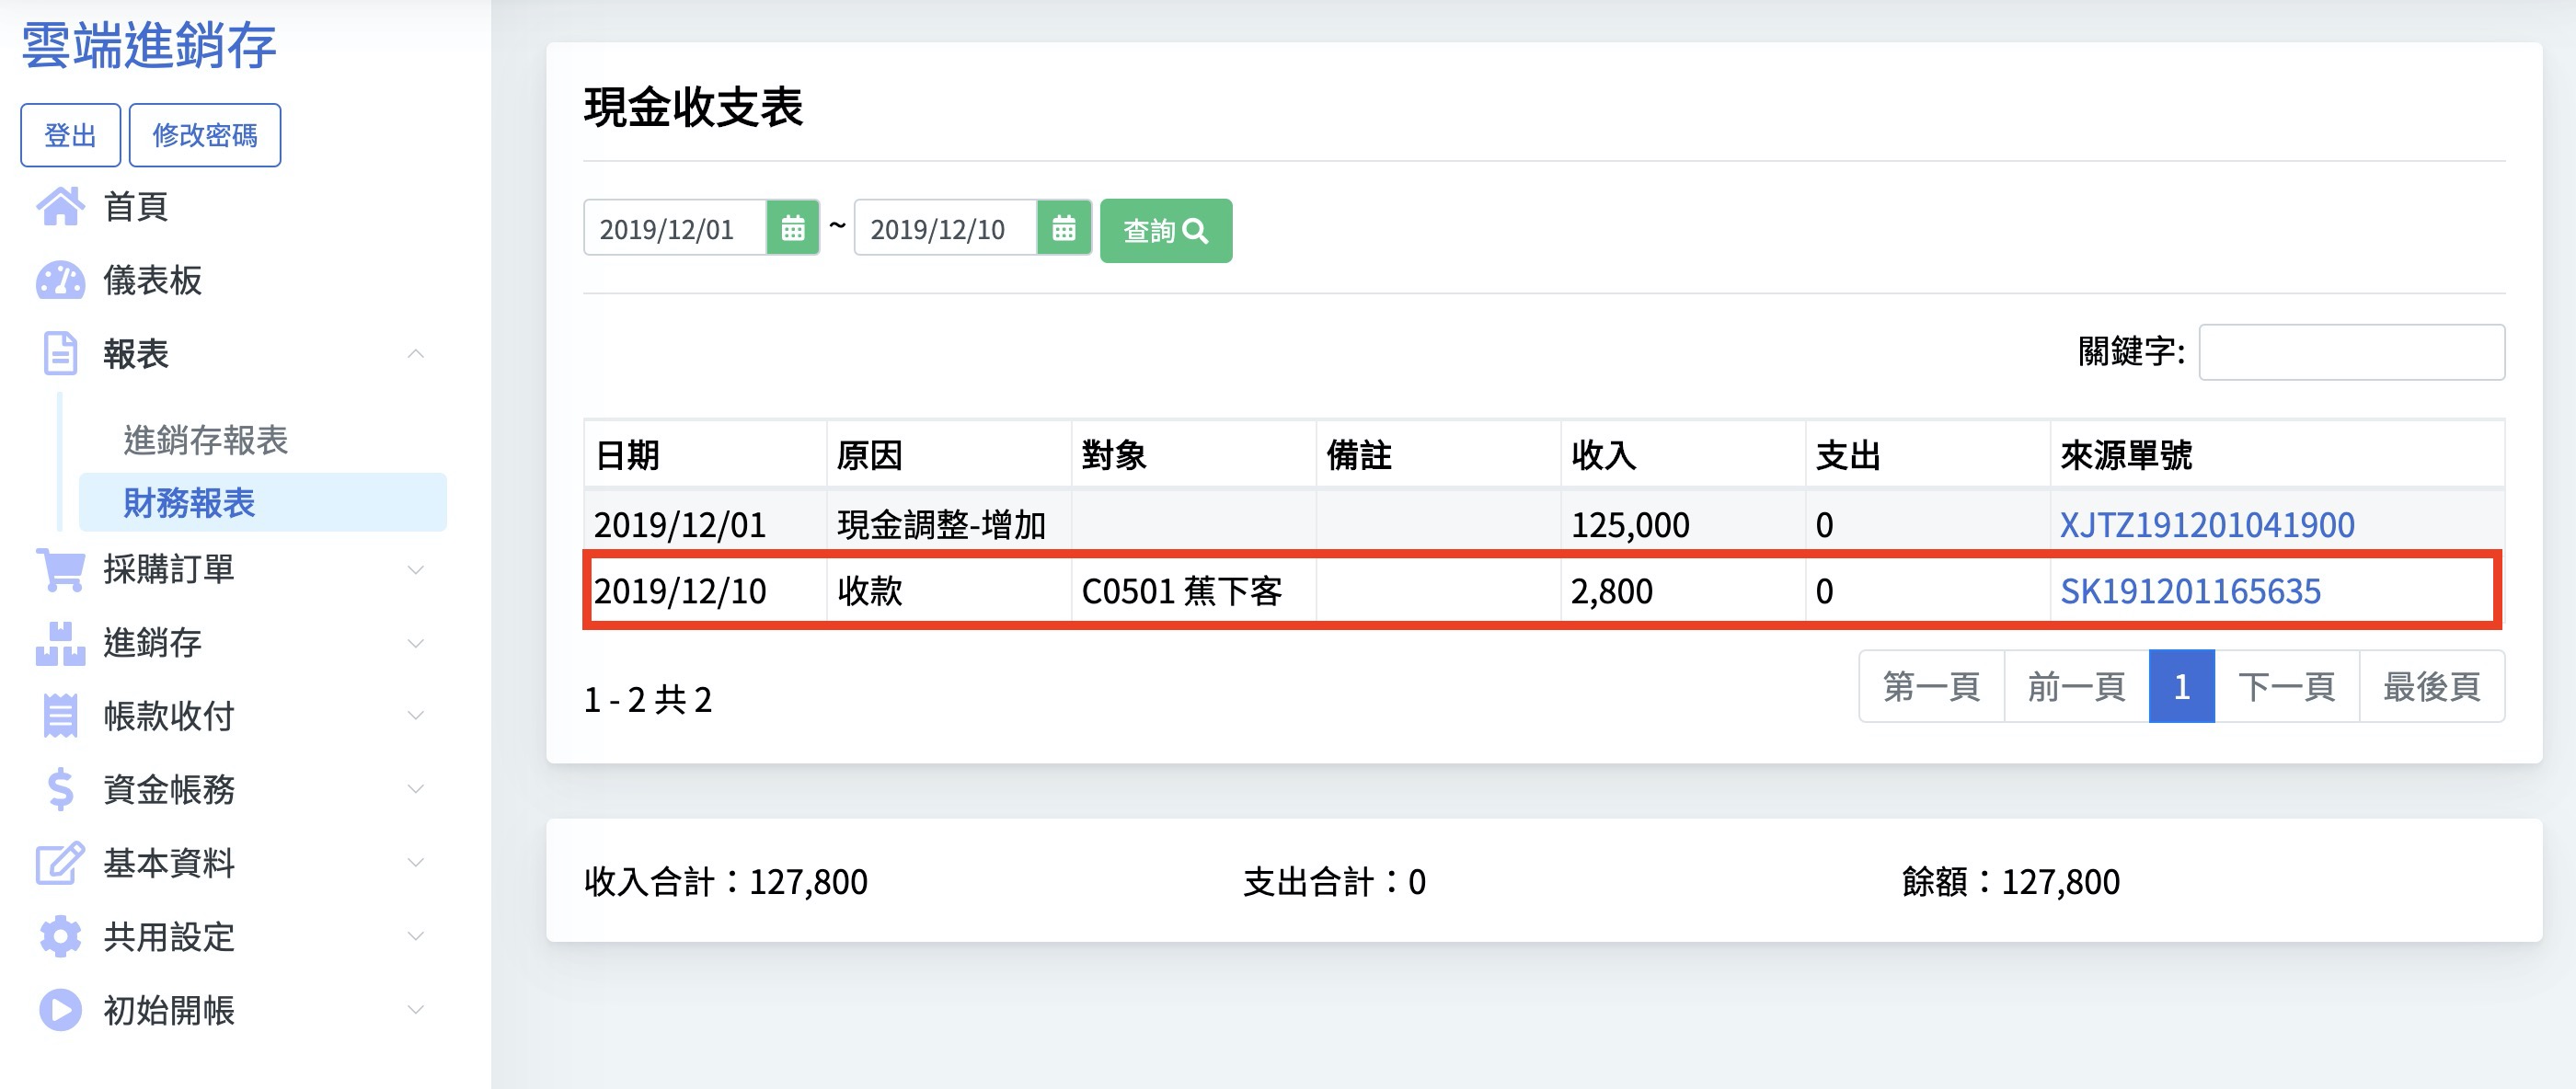 雲端進銷存
登出 修改密碼
首頁
儀表板
報表
進銷存報表
財務報表
採購訂單
進銷存
帳款收付
資金帳務
基本資料
共用設定
初始開帳
現金收支表
2019/12/01 ~ 2019/12/10 查詢
關鍵字:
日期 原因 對象 備註 收入 支出 來源單號
2019/12/01 現金調整-增加 125,000 0 XJTZ191201041900
2019/12/10 收款 C0501 蕉下客 2,800 0 SK191201165635
1 - 2 共 2
第一頁 前一頁 1 下一頁 最後頁
收入合計：127,800 支出合計：0 餘額：127,800